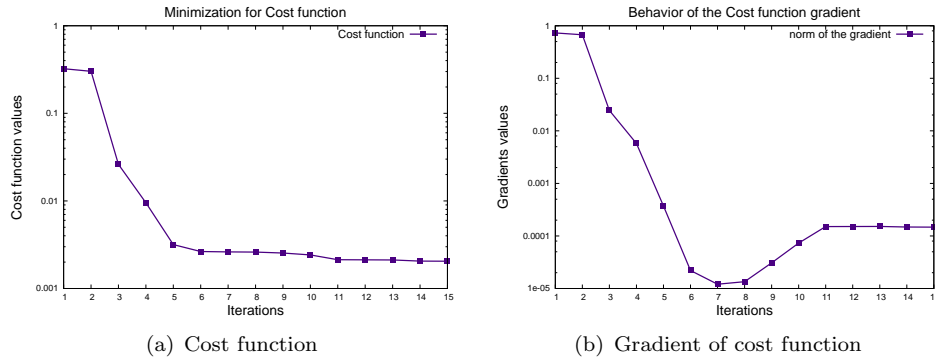 Minimization for Cost function
Cost function
Cost function values
1
0.1
0.01
0.001
1 2 3 4 5 6 7 8 9 10 11 12 13 14 15
Iterations
(a) Cost function
Behavior of the Cost function gradient
norm of the gradient
Gradients values
1
0.1
0.01
0.001
0.0001
1e-05
1 2 3 4 5 6 7 8 9 10 11 12 13 14 1
Iterations
(b) Gradient of cost function